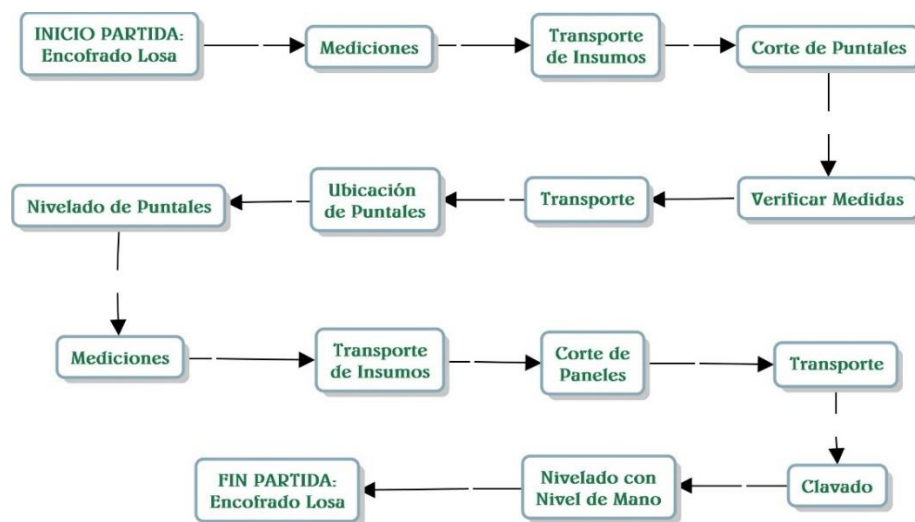 INICIO PARTIDA:
Encofrado Losa
Mediciones
Transporte
de Insumos
Corte de Puntales
Verificar Medidas
Transporte
Ubicación
de Puntales
Nivelado de Puntales
Mediciones
Transporte
de Insumos
Corte de
Paneles
Transporte
Clavado
Nivelado con
Nivel de Mano
FIN PARTIDA:
Encofrado Losa